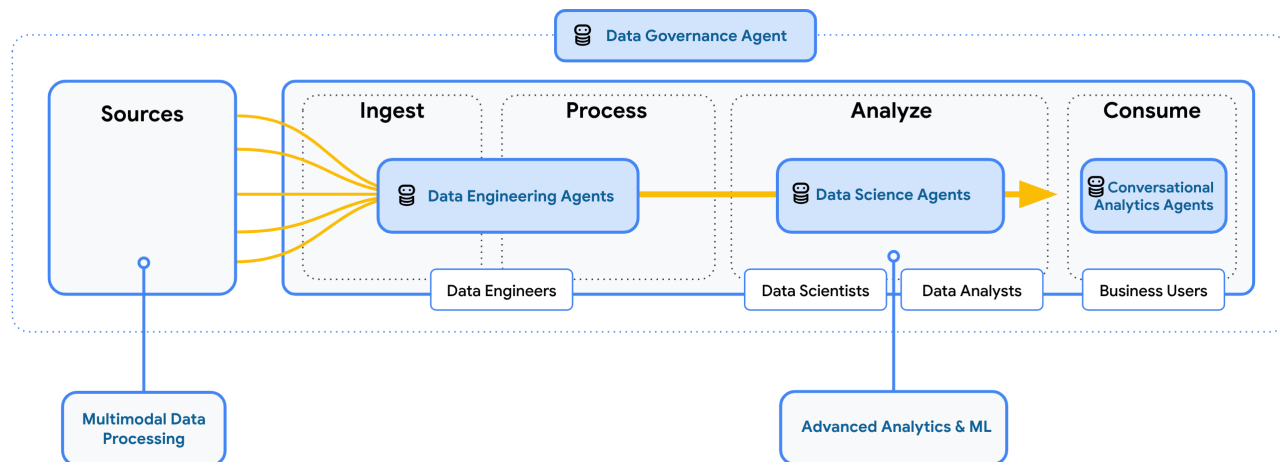 Data Governance Agent
Sources
Ingest
Process
Analyze
Consume
Data Engineering Agents
Data Science Agents
Conversational
Analytics Agents
Data Engineers
Data Scientists
Data Analysts
Business Users
Multimodal Data
Processing
Advanced Analytics & ML